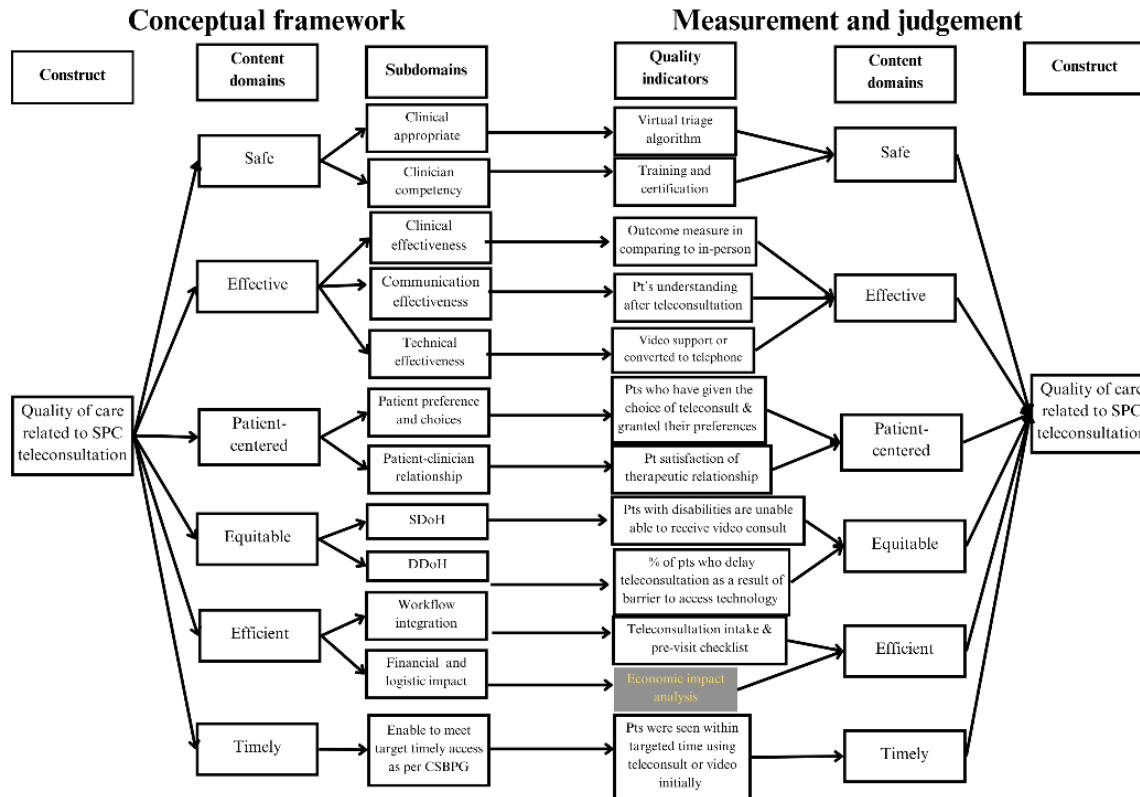 Conceptual framework
Measurement and judgement
Construct
Content
domains
Subdomains
Quality
indicators
Content
domains
Construct
Quality of care
related to SPC
teleconsultation
Safe
Clinical
appropriate
Virtual triage
algorithm
Safe
Clinician
competency
Training and
certification
Effective
Clinical
effectiveness
Outcome measure in
comparing to in-person
Effective
Communication
effectiveness
Pt's understanding
after teleconsultation
Technical
effectiveness
Video support or
converted to telephone
Patient-
centered
Patient preference
and choices
Pts who have given the
choice of teleconsult &
granted their preferences
Patient-
centered
Patient-clinician
relationship
Pt satisfaction of
therapeutic relationship
Equitable
SDoH
Pts with disabilities are unable
able to receive video consult
Equitable
DDoH
% of pts who delay
teleconsultation as a result of
barrier to access technology
Efficient
Workflow
integration
Teleconsultation intake &
pre-visit checklist
Efficient
Financial and
logistic impact
Economic impact
analysis
Timely
Enable to meet
target timely access
as per CSBPG
Pts were seen within
targeted time using
teleconsult or video
initially
Timely
Quality of care
related to SPC
teleconsultation